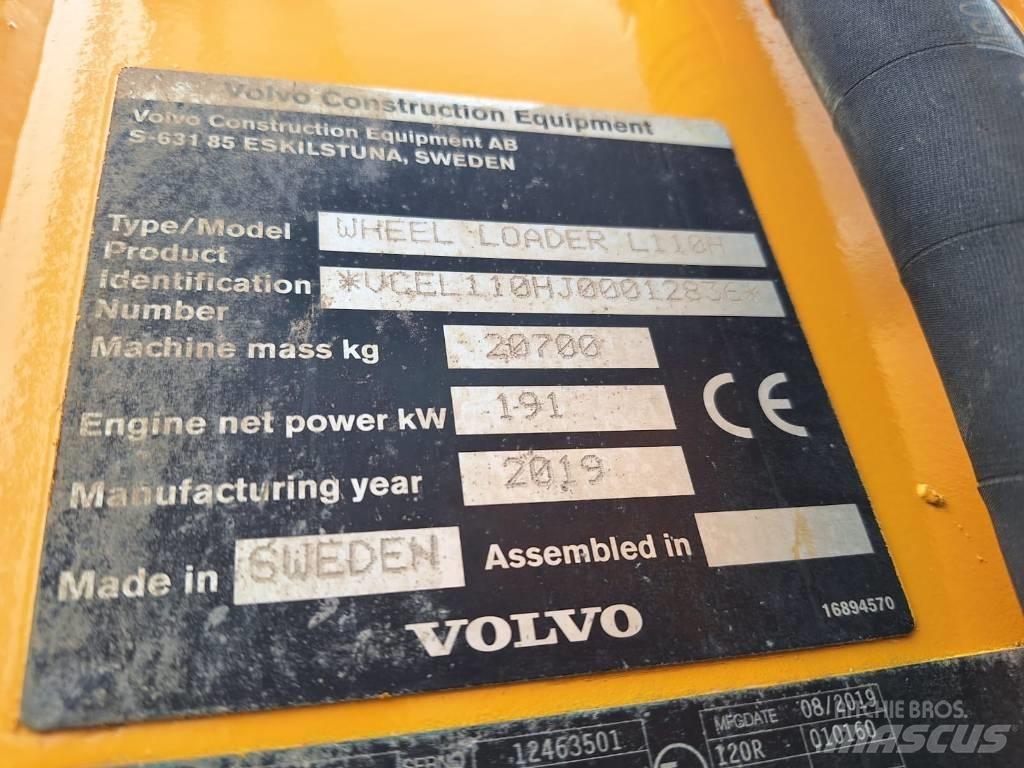 Volvo Construction Equipment
Volvo Construction Equipment AB
S-631 85 ESKILSTUNA, SWEDEN
Type/Model WHEEL LOADER L110H
Product
Identification *VCEL110HJ00012836*
Number
Machine mass kg 20700
Engine net power kW 191
CE
Manufacturing year 2019
Made in SWEDEN Assembled in
VOLVO
16894570
MFGDATE 08/2019
12463501 120R 010160
RITCHIE BROS.
MASCUS